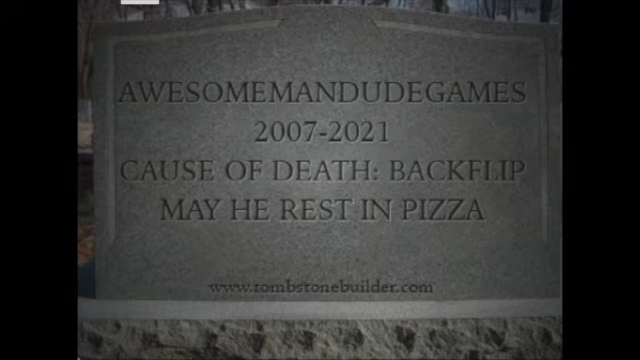 AWESOMEMANDUDEGAMES
2007-2021
CAUSE OF DEATH: BACKFLIP
MAY HE REST IN PIZZA
www.tombstonebuilder.com